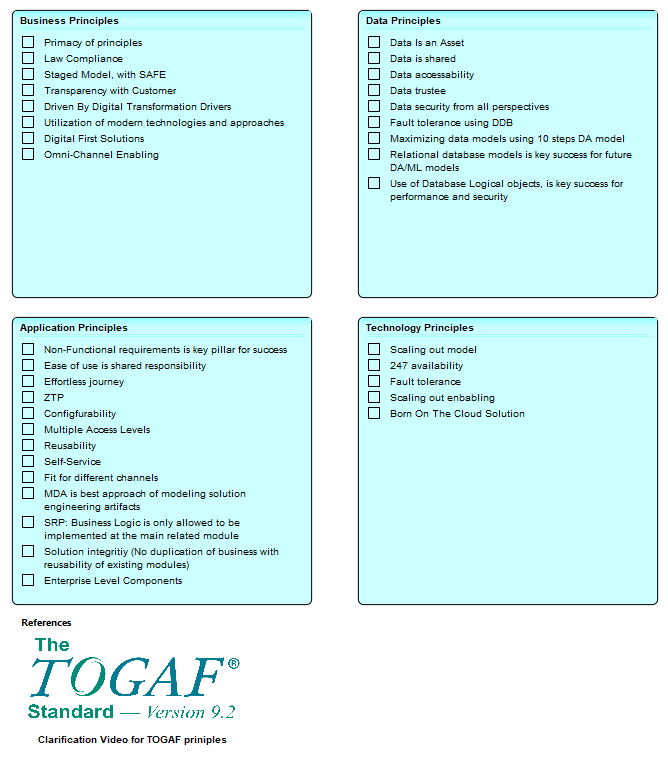 Business Principles
Primacy of principles
Law Compliance
Staged Model, with SAFE
Transparency with Customer
Driven By Digital Transformation Drivers
Utilization of modern technologies and approaches
Digital First Solutions
Omni-Channel Enabling
Data Principles
Data Is an Asset
Data is shared
Data accessability
Data trustee
Data security from all perspectives
Fault tolerance using DDB
Maximizing data models using 10 steps DA model
Relational database models is key success for future
DA/ML models
Use of Database Logical objects, is key success for
performance and security
Application Principles
Non-Functional requirements is key pillar for success
Ease of use is shared responsibility
Effortless journey
ZTP
Configfurability
Multiple Access Levels
Reusability
Self-Service
Fit for different channels
MDA is best approach of modeling solution
engineering artifacts
SRP: Business Logic is only allowed to be
implemented at the main related module
Solution integritiy (No duplication of business with
reusability of existing modules)
Enterprise Level Components
Technology Principles
Scaling out model
247 availability
Fault tolerance
Scaling out enbabling
Born On The Cloud Solution
References
The
TOGAF®
Standard — Version 9.2
Clarification Video for TOGAF priniples